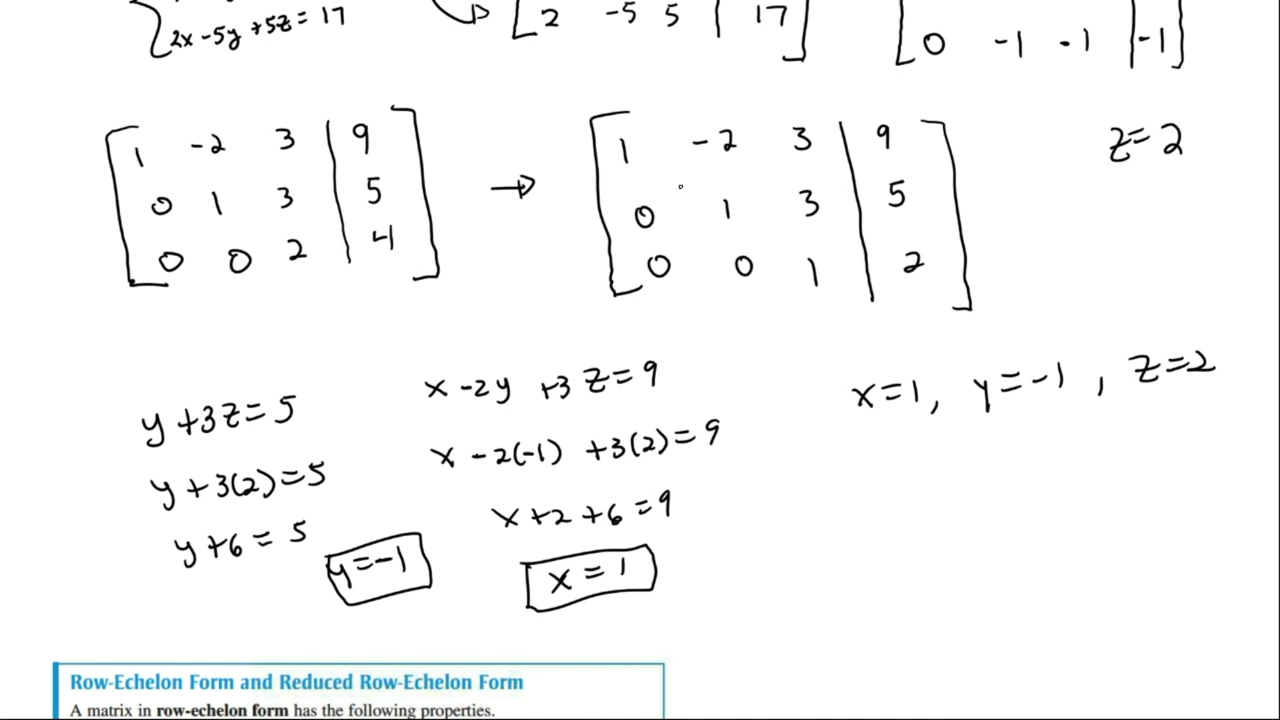 2x - 5y + 5z = 17
2 -5 5 | 17
0 -1 -1 | -1
1 -2 3 | 9
0 1 3 | 5
0 0 2 | 4
→
1 -2 3 | 9
0 1 3 | 5
0 0 1 | 2
z = 2
y + 3z = 5
y + 3(2) = 5
y + 6 = 5
y = -1
x - 2y + 3z = 9
x - 2(-1) + 3(2) = 9
x + 2 + 6 = 9
x = 1
x = 1, y = -1, z = 2
Row-Echelon Form and Reduced Row-Echelon Form
A matrix in row-echelon form has the following properties.